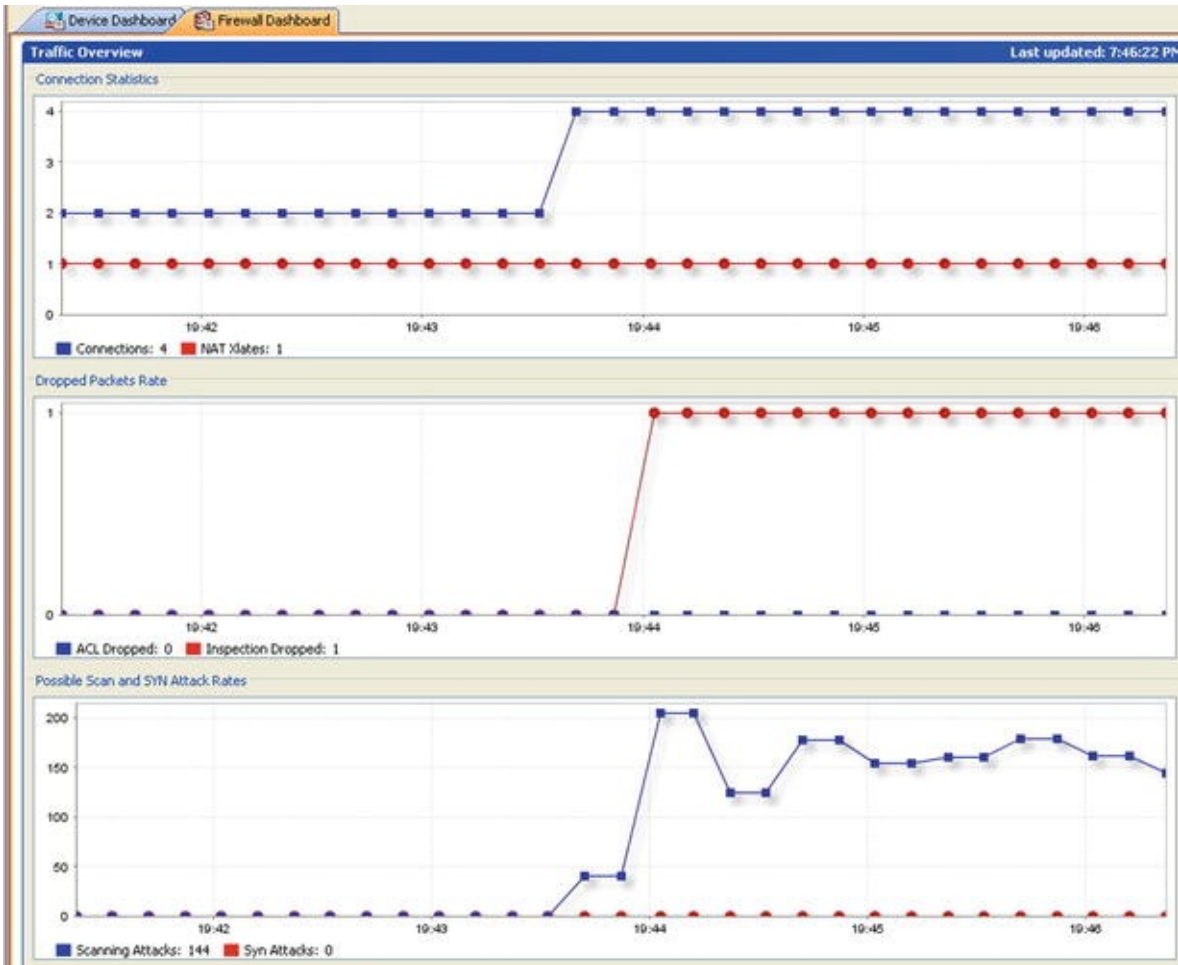 Device Dashboard Firewall Dashboard
Traffic Overview Last updated: 7:46:22 PM
Connection Statistics
4
3
2
1
0
19:42 19:43 19:44 19:45 19:46
Connections: 4 NAT Xlates: 1
Dropped Packets Rate
1
0
19:42 19:43 19:44 19:45 19:46
ACL Dropped: 0 Inspection Dropped: 1
Possible Scan and SYN Attack Rates
200
150
100
50
0
19:42 19:43 19:44 19:45 19:46
Scanning Attacks: 144 Syn Attacks: 0